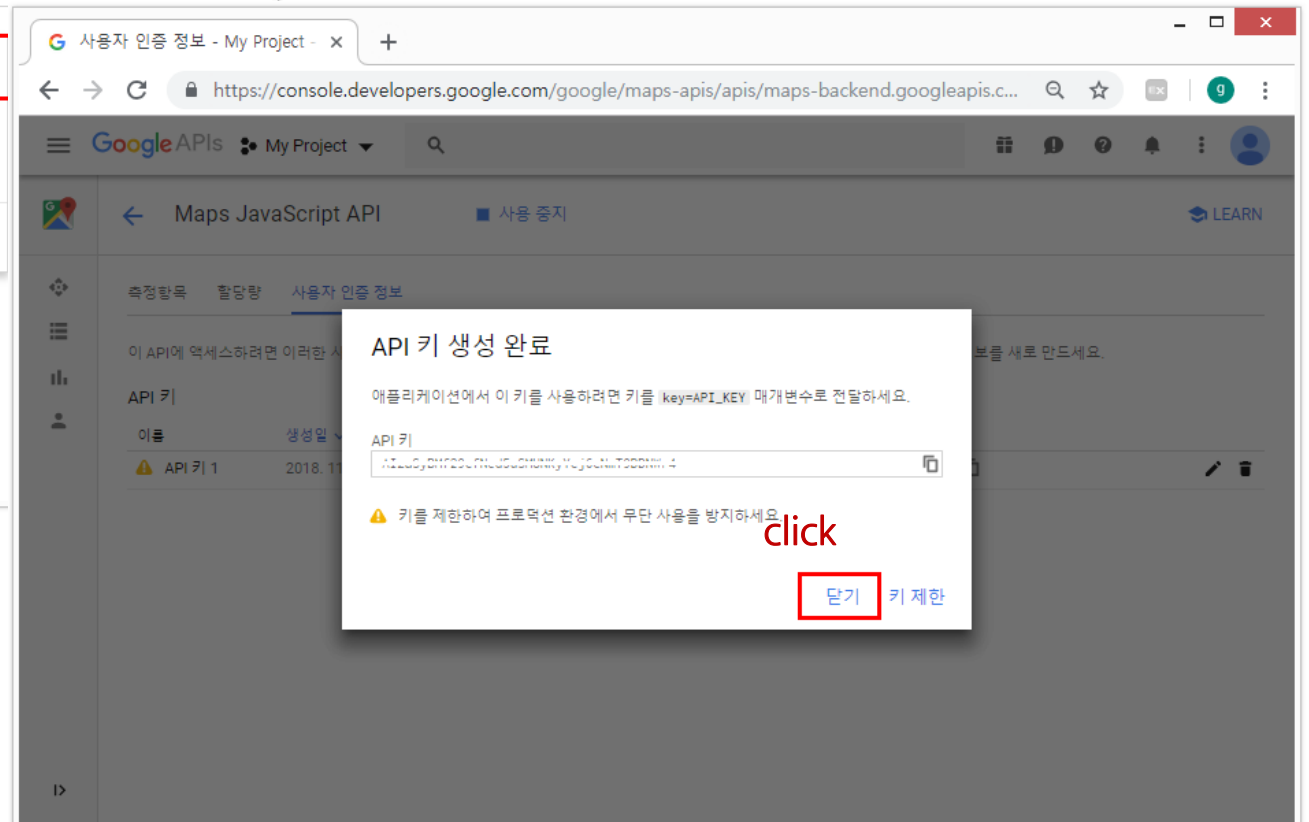 사용자 인증 정보 - My Project -
https://console.developers.google.com/google/maps-apis/apis/maps-backend.googleapis.c...
g
Google APIs My Project
Maps JavaScript API 사용 중지 LEARN
측정항목 할당량 사용자 인증 정보
이 API에 액세스하려면 이러한 새로 만드세요.
API 키
이름 생성일
API 키 1 2018. 11
API 키 생성 완료
애플리케이션에서 이 키를 사용하려면 키를 key=API_KEY 매개변수로 전달하세요.
API 키
키를 제한하여 프로덕션 환경에서 무단 사용을 방지하세요.
click
닫기 키 제한